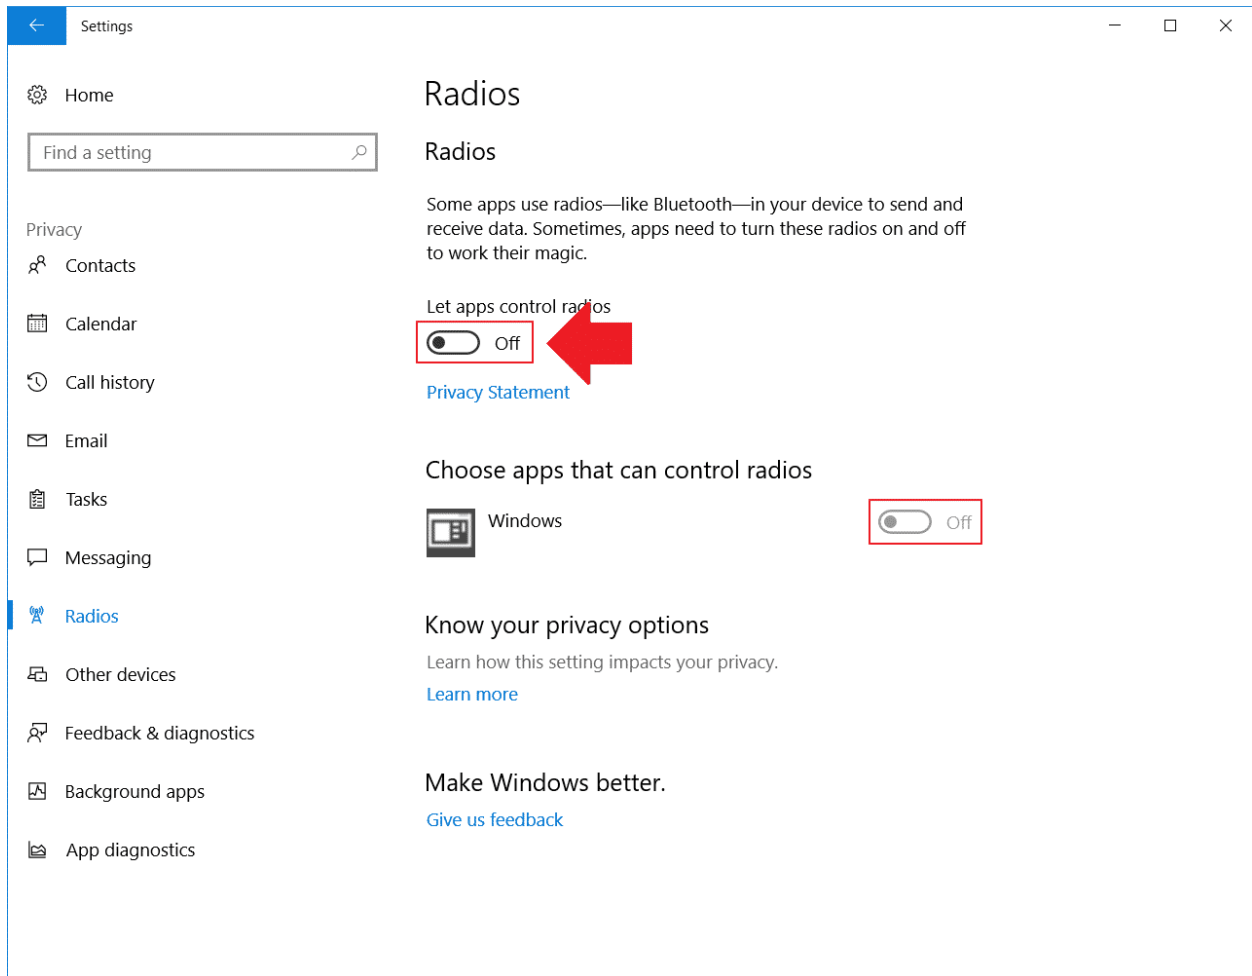 Settings
Home
Find a setting
Privacy
Contacts
Calendar
Call history
Email
Tasks
Messaging
Radios
Other devices
Feedback & diagnostics
Background apps
App diagnostics
Radios
Radios
Some apps use radios—like Bluetooth—in your device to send and
receive data. Sometimes, apps need to turn these radios on and off
to work their magic.
Let apps control radios
Off
Privacy Statement
Choose apps that can control radios
Windows
Off
Know your privacy options
Learn how this setting impacts your privacy.
Learn more
Make Windows better.
Give us feedback